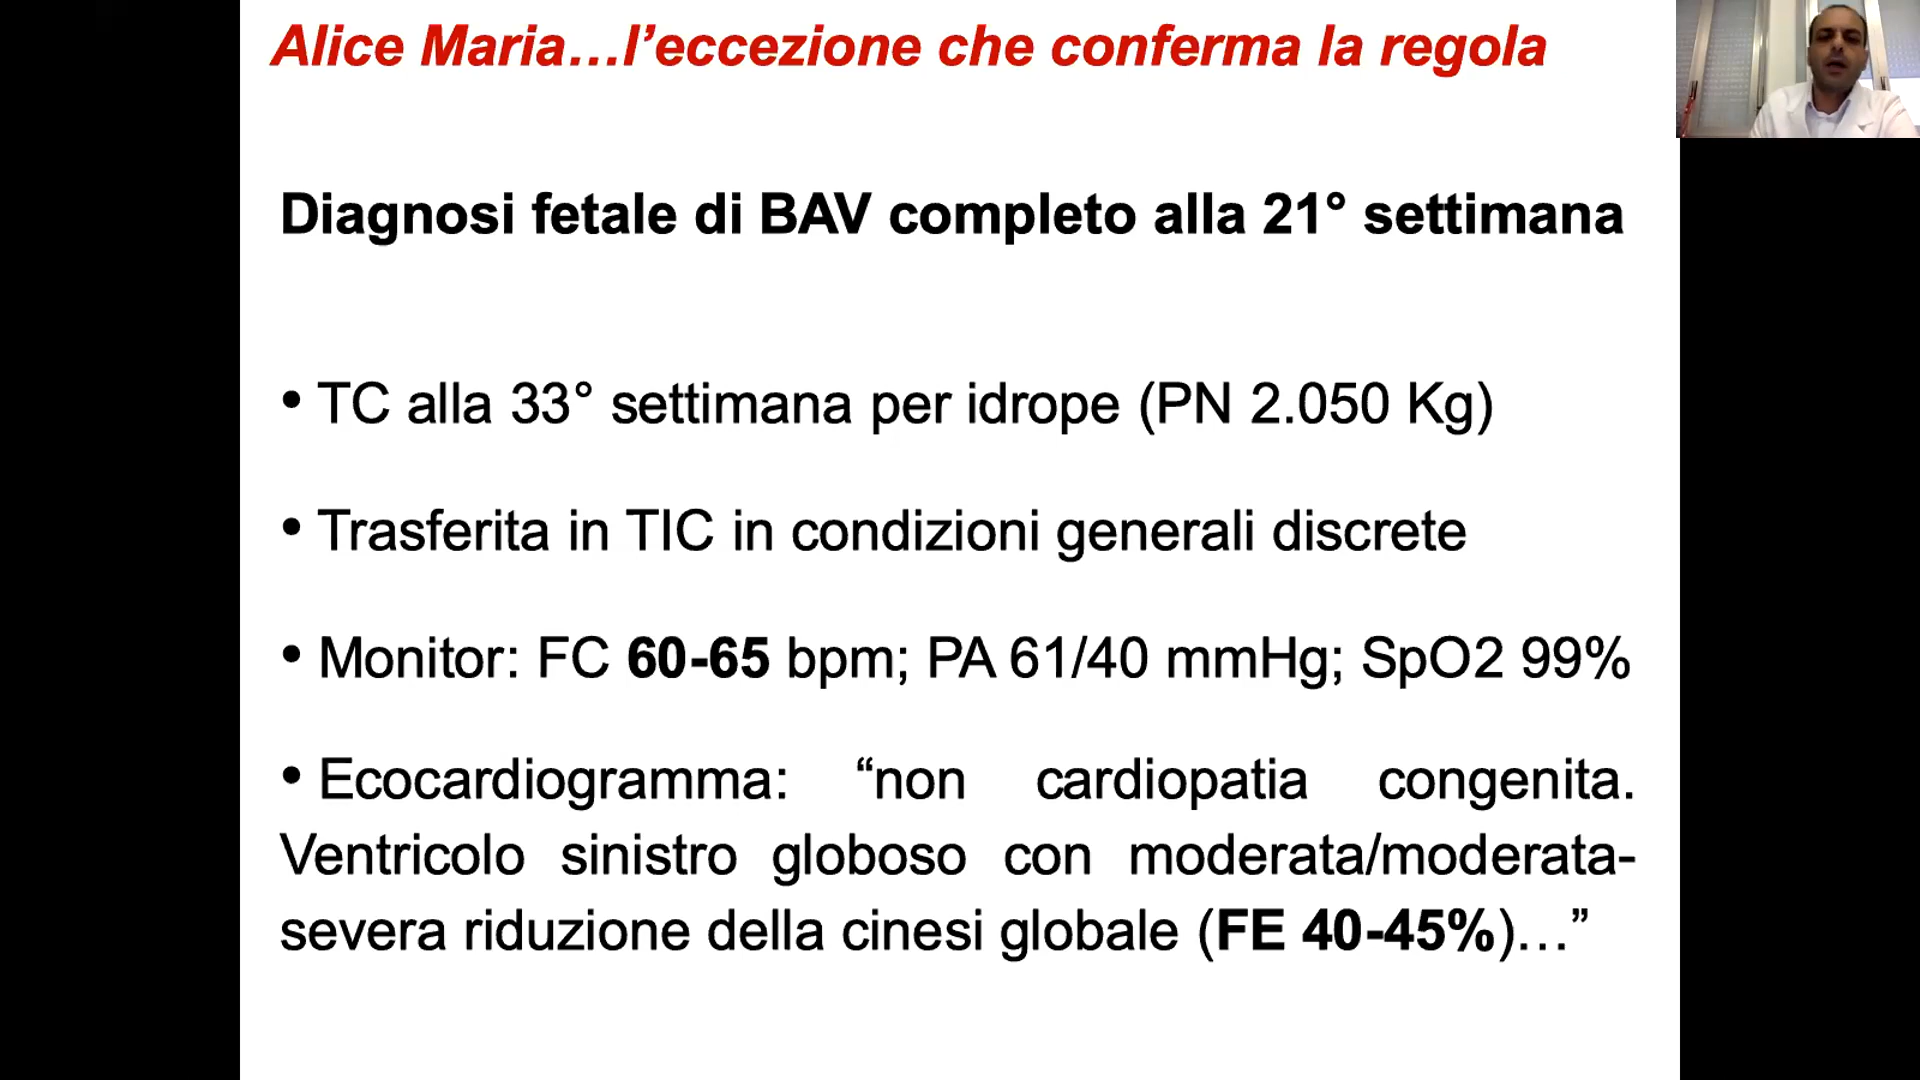 Alice Maria…l’eccezione che conferma la regola
Diagnosi fetale di BAV completo alla 21° settimana
• TC alla 33° settimana per idrope (PN 2.050 Kg)
• Trasferita in TIC in condizioni generali discrete
• Monitor: FC 60-65 bpm; PA 61/40 mmHg; SpO2 99%
• Ecocardiogramma: “non cardiopatia congenita.
Ventricolo sinistro globoso con moderata/moderata-
severa riduzione della cinesi globale (FE 40-45%)…”